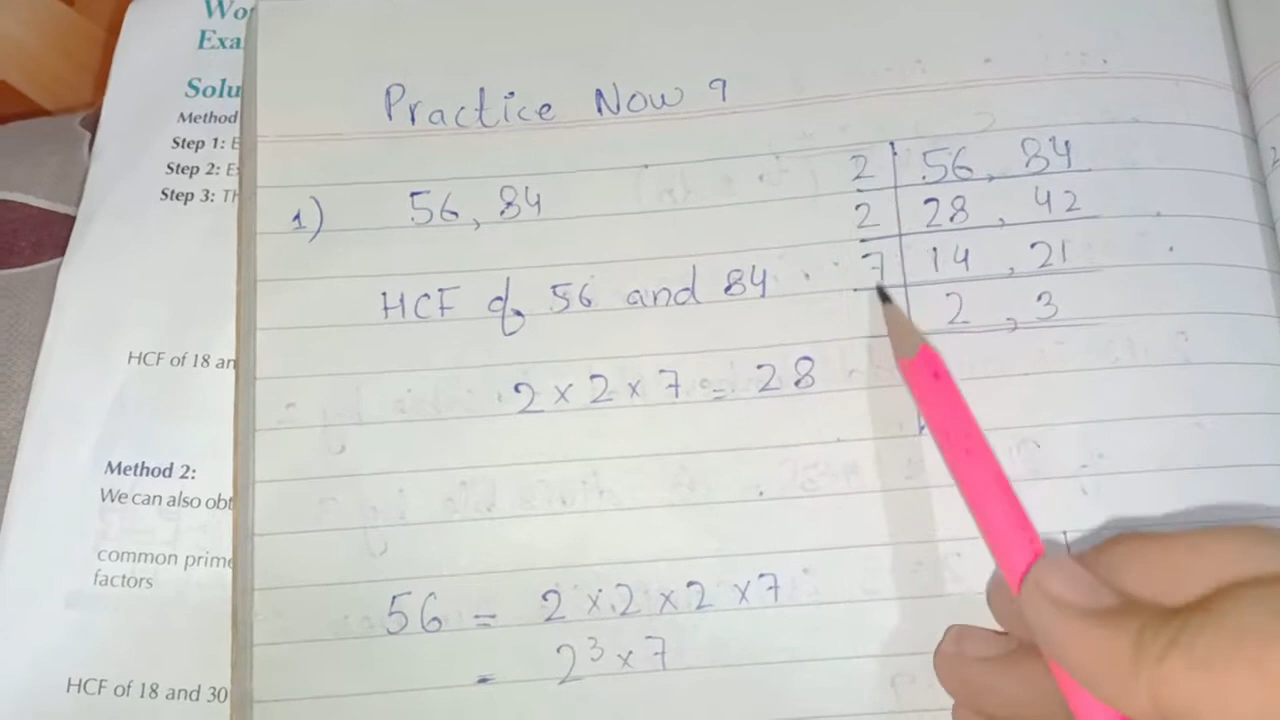 Wo
Exa
Solu
Method
Step 1: E
Step 2: E
Step 3: Th
HCF of 18 an
Method 2:
We can also obt
common prime
factors
HCF of 18 and 30
Practice Now 9
1) 56, 84
HCF of 56 and 84
2 × 2 × 7 = 28
2 | 56, 84
2 | 28, 42
7 | 14, 21
2, 3
56 = 2 × 2 × 2 × 7
= 2³ × 7